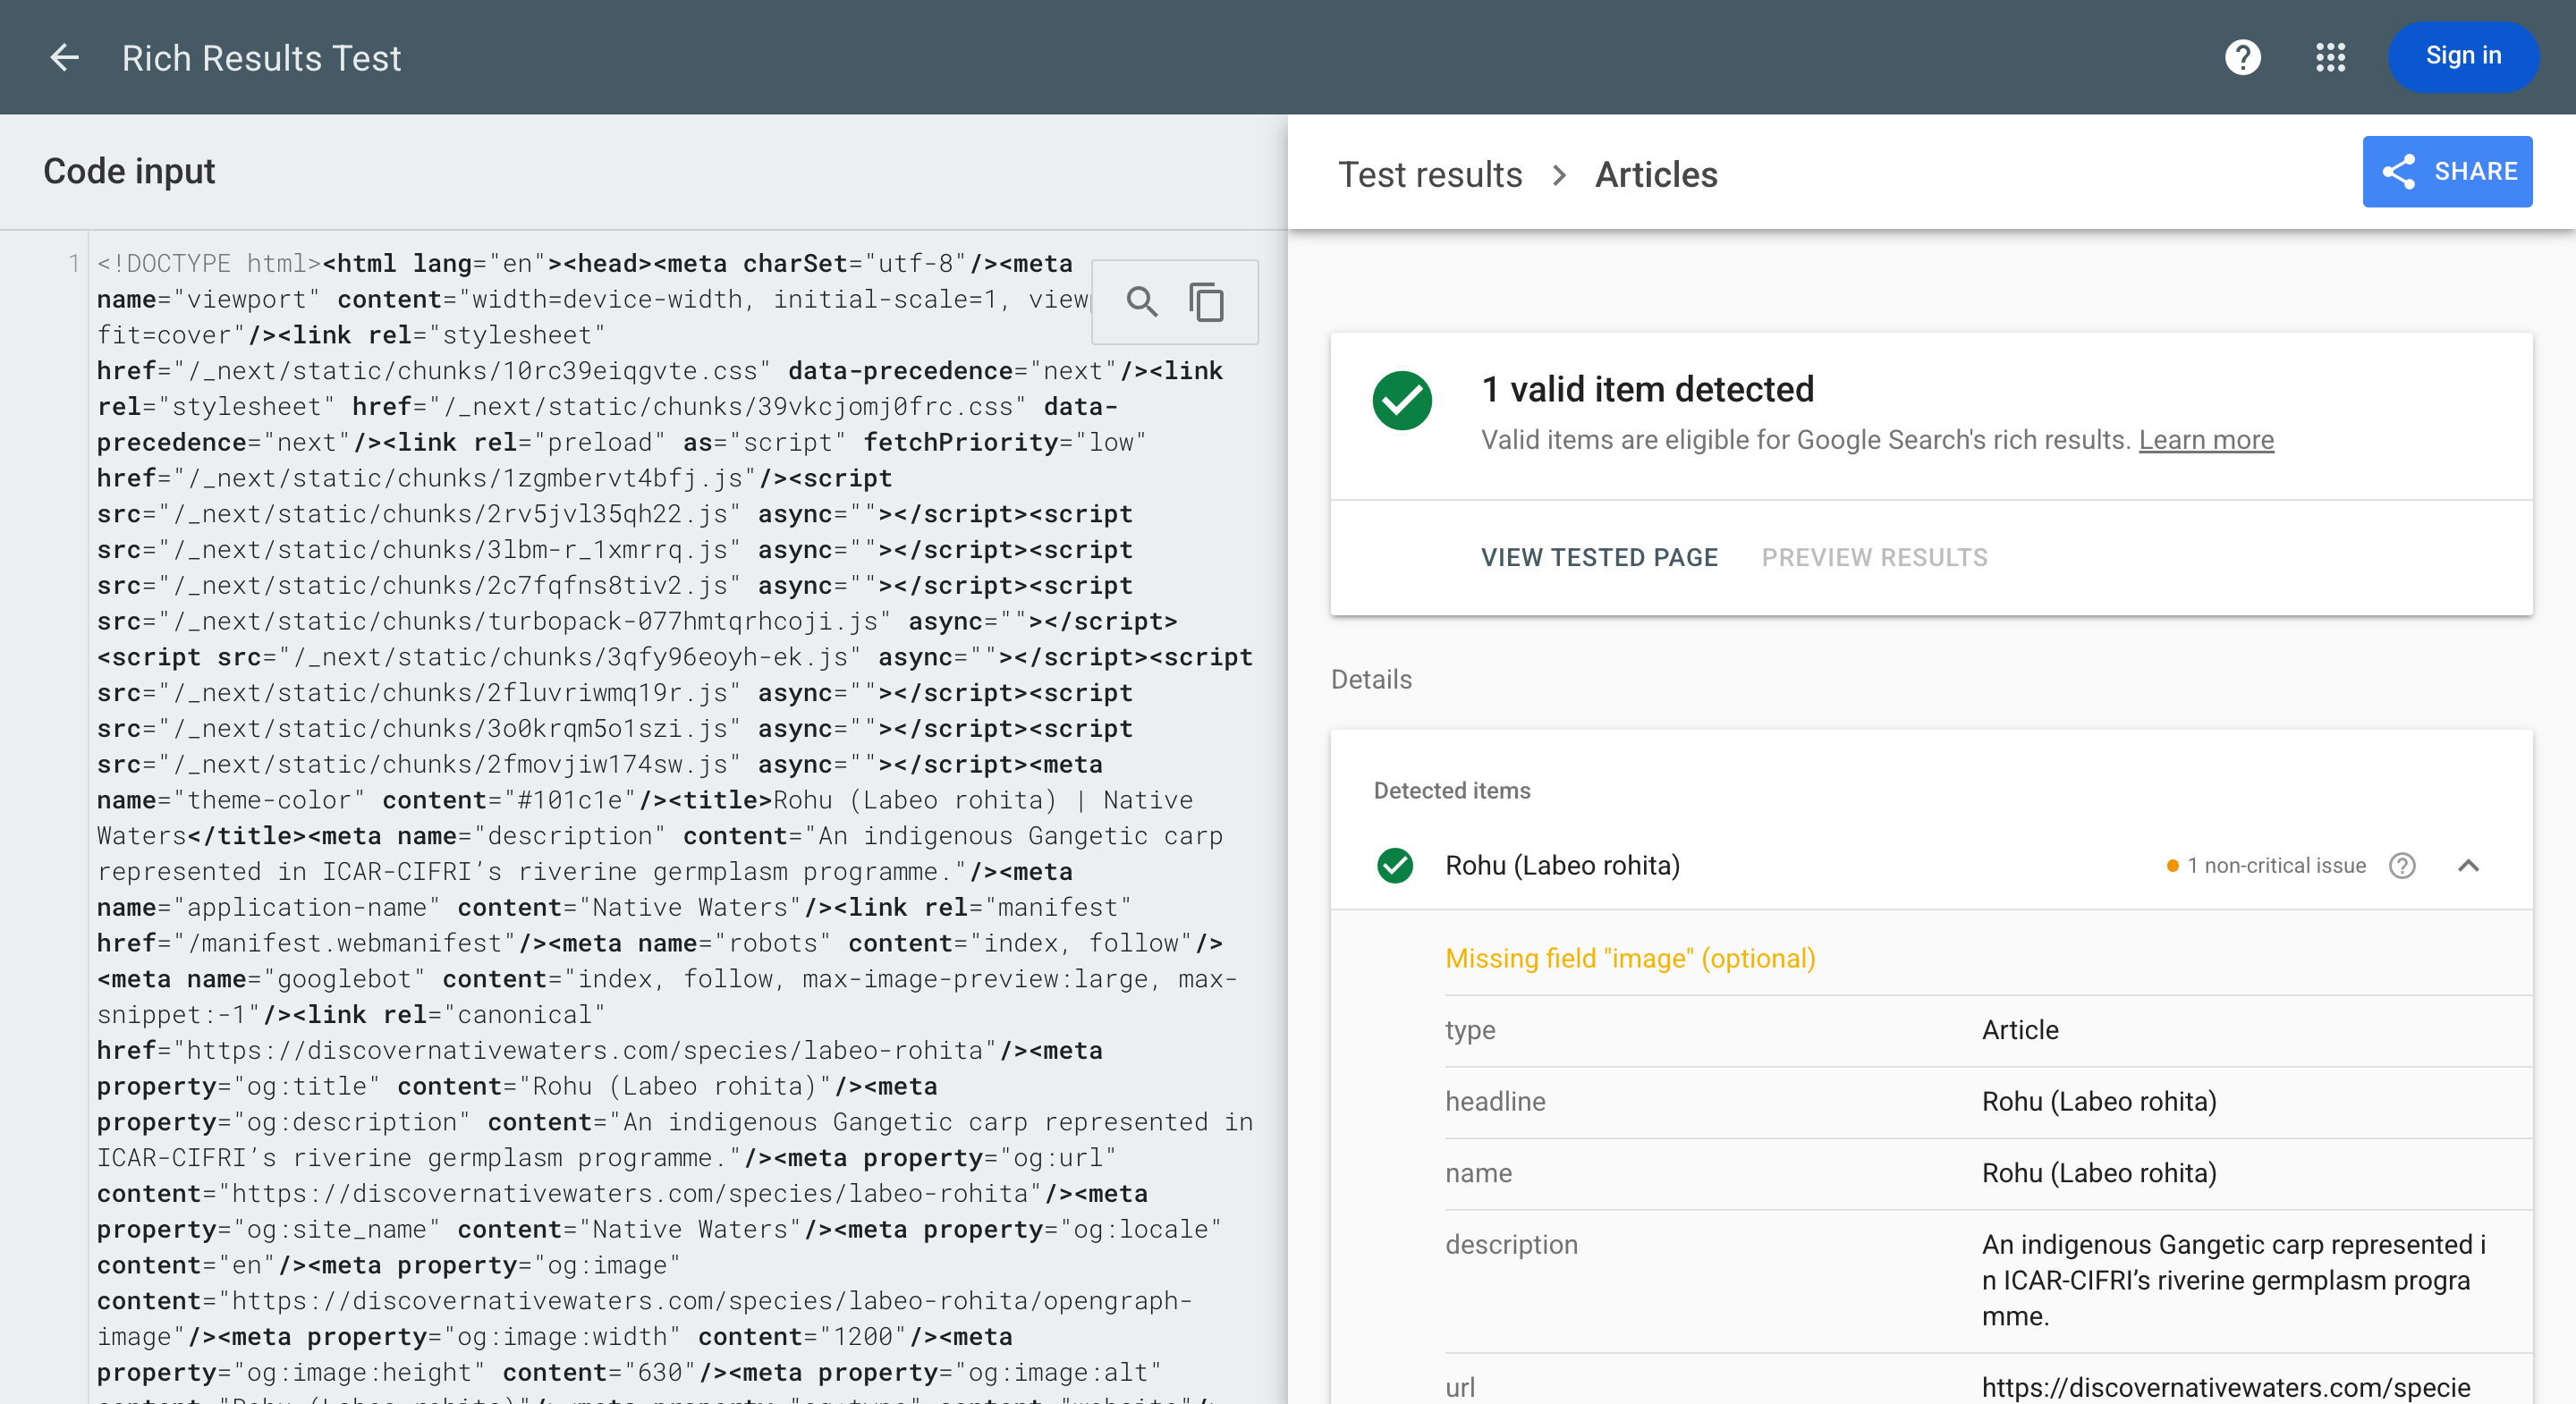 Rich Results Test
Sign in
Code input
1
<!DOCTYPE html><html lang="en"><head><meta charSet="utf-8"/><meta
name="viewport" content="width=device-width, initial-scale=1, view
fit=cover"/><link rel="stylesheet"
href="/_next/static/chunks/10rc39eiqgvte.css" data-precedence="next"/><link
rel="stylesheet" href="/_next/static/chunks/39vkcjomj0frc.css" data-
precedence="next"/><link rel="preload" as="script" fetchPriority="low"
href="/_next/static/chunks/1zgmbervt4bfj.js"/><script
src="/_next/static/chunks/2rv5jvl35qh22.js" async=""></script><script
src="/_next/static/chunks/3lbm-r_1xmrrq.js" async=""></script><script
src="/_next/static/chunks/2c7fqfns8tiv2.js" async=""></script><script
src="/_next/static/chunks/turbopack-077hmtqrhcoji.js" async=""></script>
<script src="/_next/static/chunks/3qfy96eoyh-ek.js" async=""></script><script
src="/_next/static/chunks/2fluvriwmq19r.js" async=""></script><script
src="/_next/static/chunks/3o0krqm5o1szi.js" async=""></script><script
src="/_next/static/chunks/2fmovjiw174sw.js" async=""></script><meta
name="theme-color" content="#101c1e"/><title>Rohu (Labeo rohita) | Native
Waters</title><meta name="description" content="An indigenous Gangetic carp
represented in ICAR-CIFRI’s riverine germplasm programme."/><meta
name="application-name" content="Native Waters"/><link rel="manifest"
href="/manifest.webmanifest"/><meta name="robots" content="index, follow"/>
<meta name="googlebot" content="index, follow, max-image-preview:large, max-
snippet:-1"/><link rel="canonical"
href="https://discovernativewaters.com/species/labeo-rohita"/><meta
property="og:title" content="Rohu (Labeo rohita)"/><meta
property="og:description" content="An indigenous Gangetic carp represented in
ICAR-CIFRI’s riverine germplasm programme."/><meta property="og:url"
content="https://discovernativewaters.com/species/labeo-rohita"/><meta
property="og:site_name" content="Native Waters"/><meta property="og:locale"
content="en"/><meta property="og:image"
content="https://discovernativewaters.com/species/labeo-rohita/opengraph-
image"/><meta property="og:image:width" content="1200"/><meta
property="og:image:height" content="630"/><meta property="og:image:alt"
content="Rohu (Labeo rohita)"/><meta property="og:type" content="website"/>
Test results > Articles
SHARE
1 valid item detected
Valid items are eligible for Google Search's rich results. Learn more
VIEW TESTED PAGE PREVIEW RESULTS
Details
Detected items
Rohu (Labeo rohita) 1 non-critical issue
Missing field "image" (optional)
type Article
headline Rohu (Labeo rohita)
name Rohu (Labeo rohita)
description An indigenous Gangetic carp represented i
n ICAR-CIFRI’s riverine germplasm progra
mme.
url https://discovernativewaters.com/specie